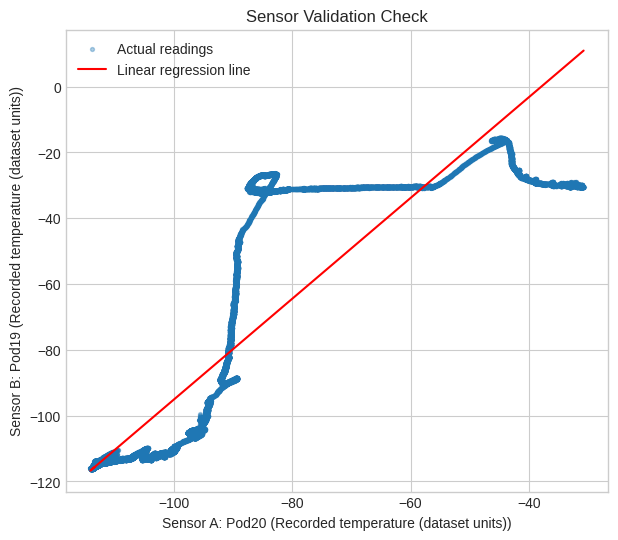 Sensor Validation Check
Actual readings
Linear regression line
Sensor B: Pod19 (Recorded temperature (dataset units))
0
−20
−40
−60
−80
−100
−120
−100
−80
−60
−40
Sensor A: Pod20 (Recorded temperature (dataset units))